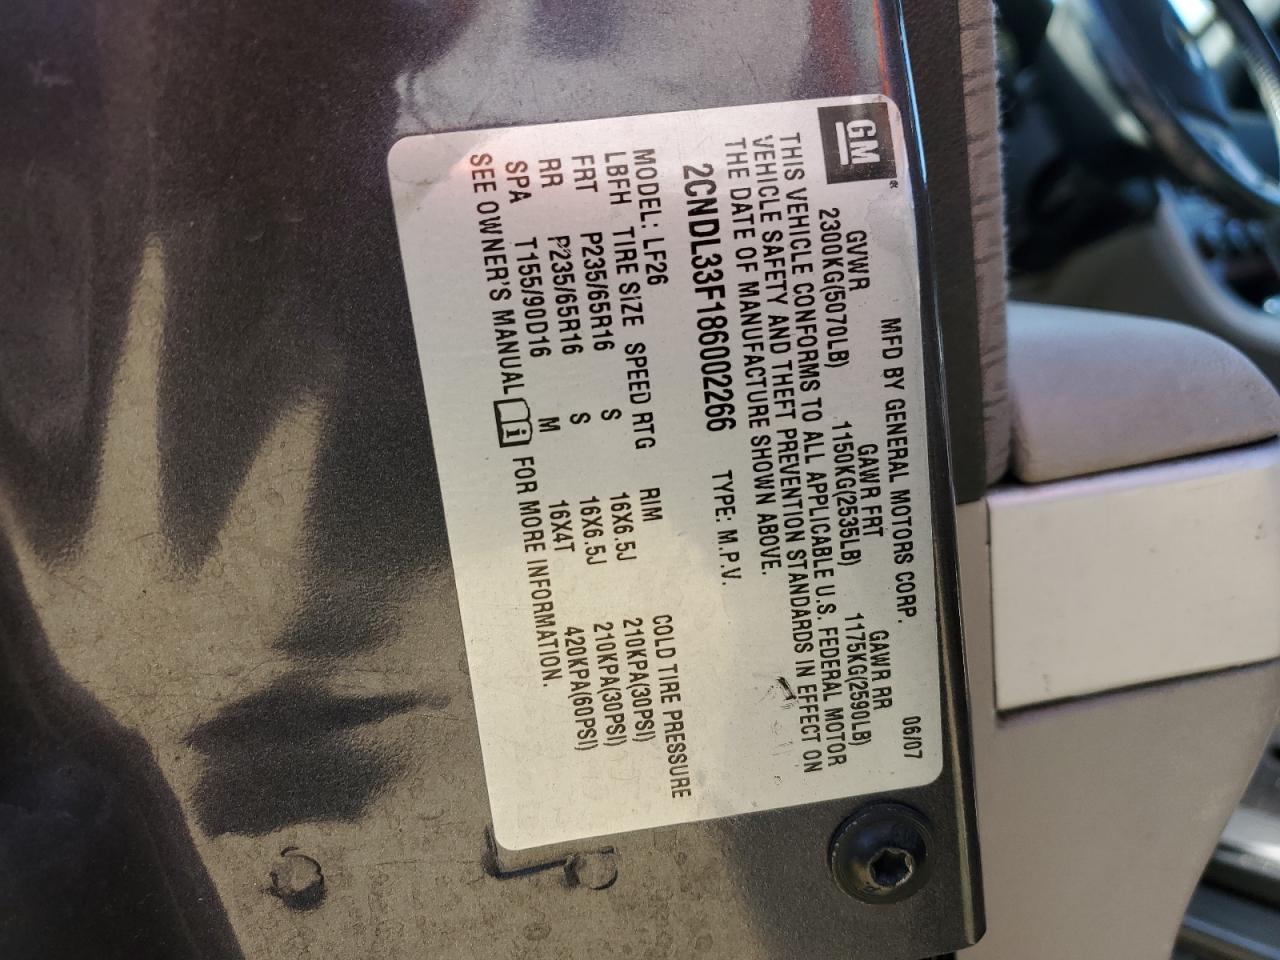 GM
MFD BY GENERAL MOTORS CORP. 06/07
GVWR GAWR FRT GAWR RR
2300KG(5070LB) 1150KG(2535LB) 1175KG(2590LB)
THIS VEHICLE CONFORMS TO ALL APPLICABLE U.S. FEDERAL MOTOR
VEHICLE SAFETY AND THEFT PREVENTION STANDARDS IN EFFECT ON
THE DATE OF MANUFACTURE SHOWN ABOVE.
2CNDL33F186002266 TYPE: M.P.V.
MODEL: LF26
LBFH TIRE SIZE SPEED RTG RIM COLD TIRE PRESSURE
FRT P235/65R16 S 16X6.5J 210KPA(30PSI)
RR P235/65R16 S 16X6.5J 210KPA(30PSI)
SPA T155/90D16 M 16X4T 420KPA(60PSI)
SEE OWNER'S MANUAL i FOR MORE INFORMATION.